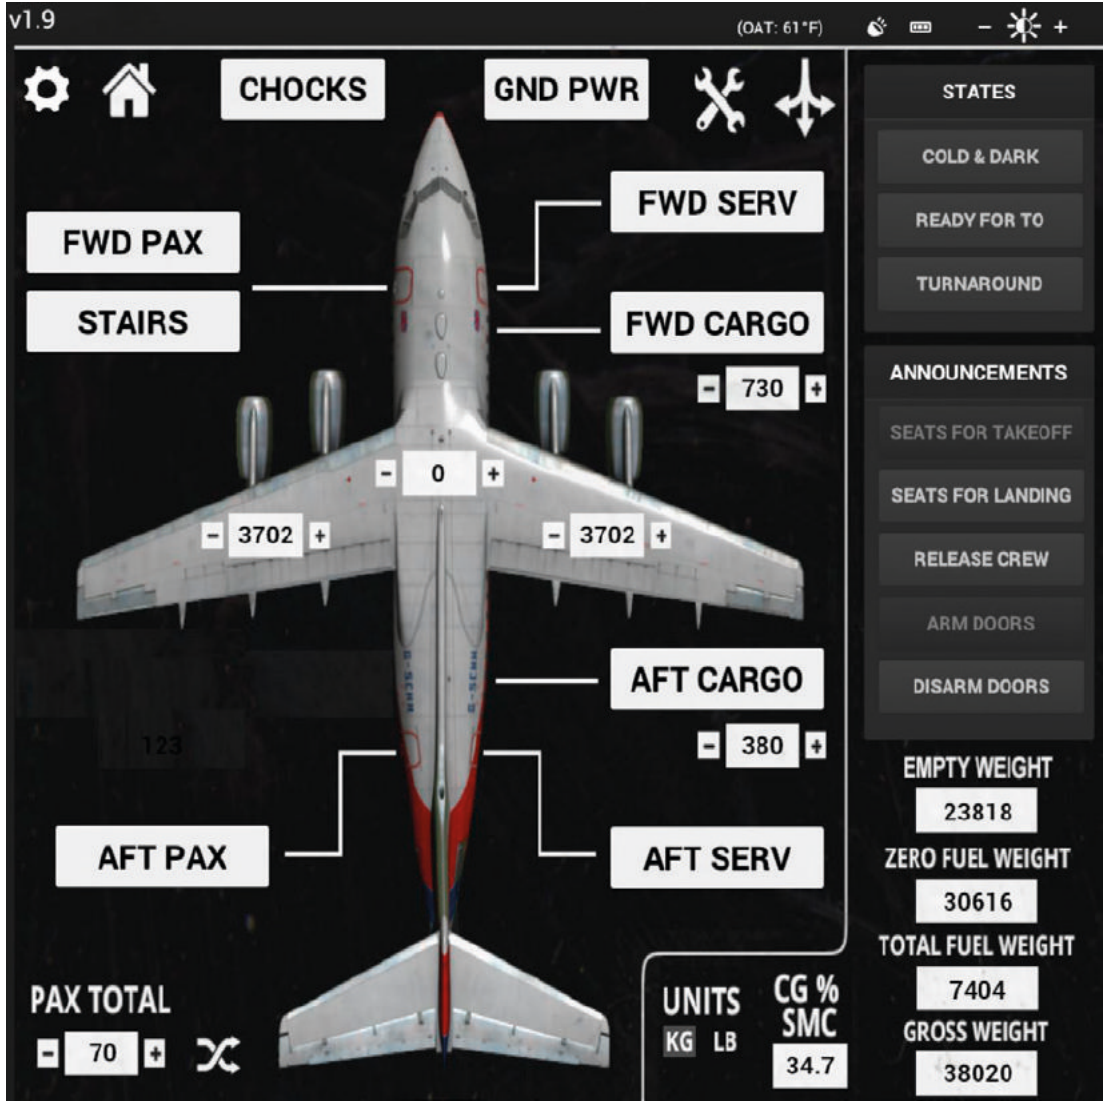 v1.9
(OAT: 61°F)
- +
CHOCKS
GND PWR
STATES
COLD & DARK
READY FOR TO
TURNAROUND
FWD PAX
STAIRS
FWD SERV
FWD CARGO
- 730 +
ANNOUNCEMENTS
SEATS FOR TAKEOFF
SEATS FOR LANDING
RELEASE CREW
ARM DOORS
DISARM DOORS
- 0 +
- 3702 +
- 3702 +
AFT CARGO
- 380 +
123
AFT PAX
AFT SERV
EMPTY WEIGHT
23818
ZERO FUEL WEIGHT
30616
TOTAL FUEL WEIGHT
7404
GROSS WEIGHT
38020
PAX TOTAL
- 70 +
UNITS
KG LB
CG %
SMC
34.7